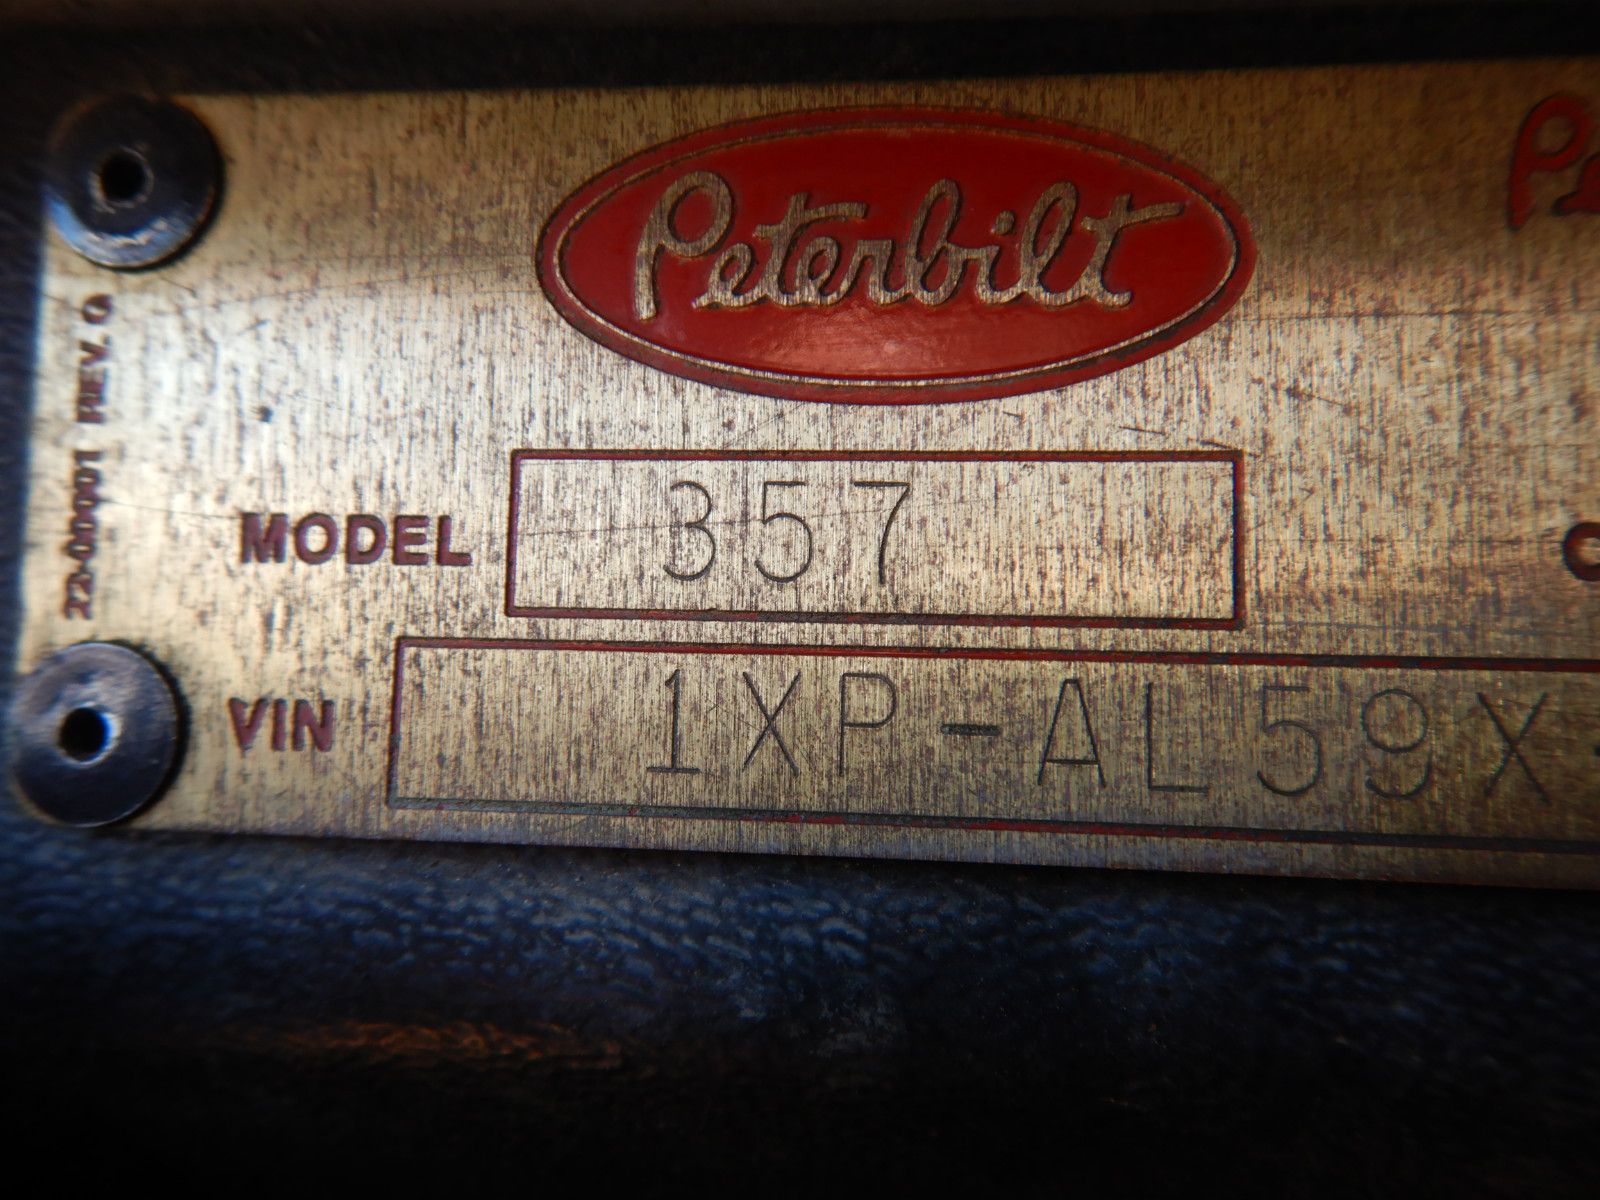 Peterbilt
22-00001 REV. Q
MODEL 357
VIN 1XP-AL59X-